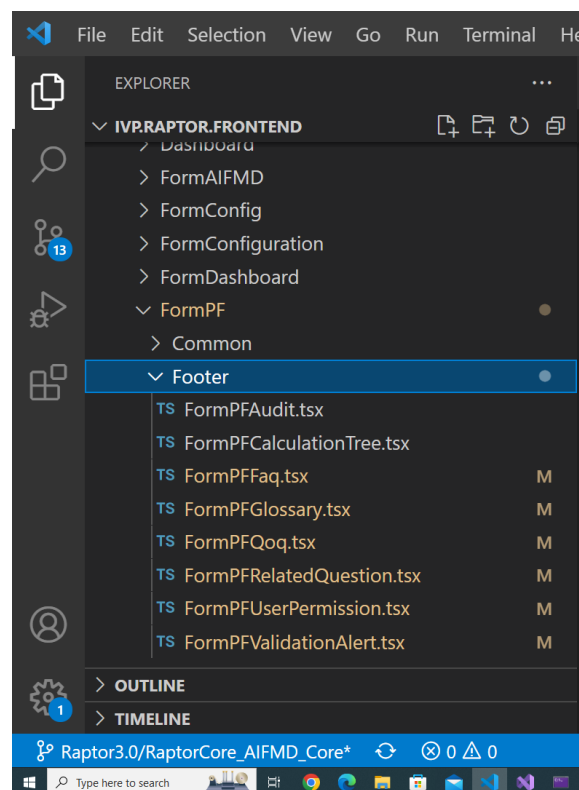 File Edit Selection View Go Run Terminal He
EXPLORER ...
IVP.RAPTOR.FRONTEND
Dashboard
FormAIFMD
FormConfig
FormConfiguration
13
FormDashboard
FormPF
Common
Footer
TS FormPFAudit.tsx
TS FormPFCalculationTree.tsx
TS FormPFFaq.tsx M
TS FormPFGlossary.tsx M
TS FormPFQoq.tsx M
TS FormPFRelatedQuestion.tsx M
TS FormPFUserPermission.tsx M
TS FormPFValidationAlert.tsx M
OUTLINE
1
TIMELINE
Raptor3.0/RaptorCore_AIFMD_Core* 0 0
Type here to search